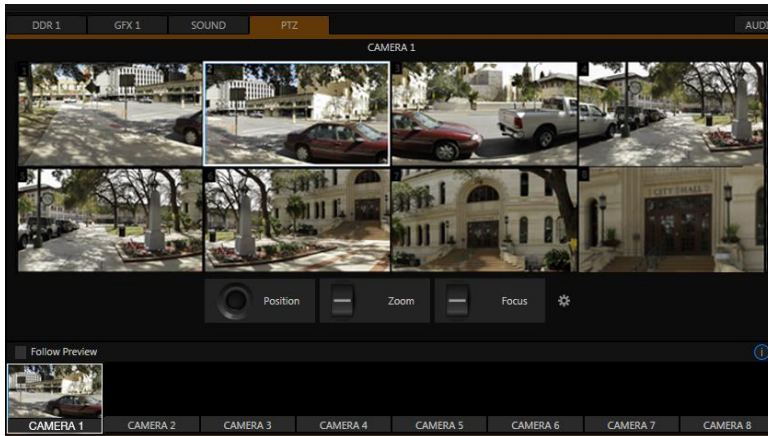 DDR 1 GFX 1 SOUND PTZ AUDI
CAMERA 1
1 2 3 4
5 7 8
CITY HALL
Position Zoom Focus
Follow Preview
CAMERA 1 CAMERA 2 CAMERA 3 CAMERA 4 CAMERA 5 CAMERA 6 CAMERA 7 CAMERA 8